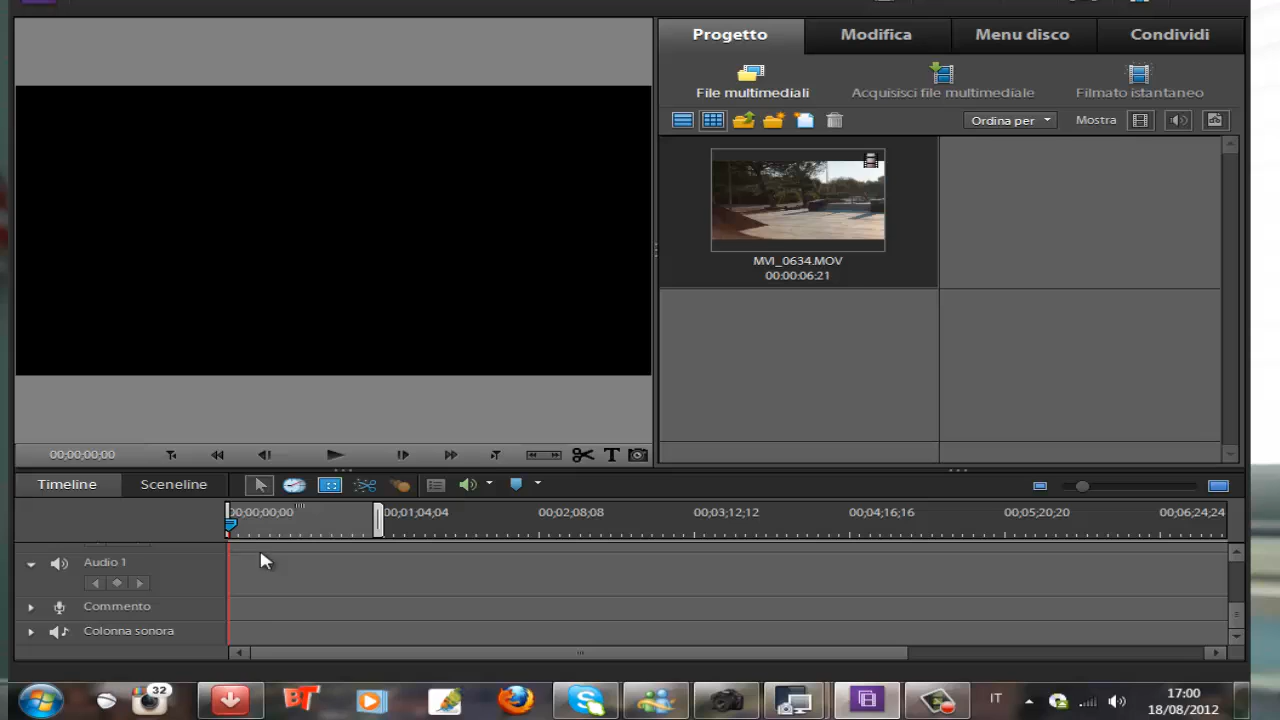 Progetto
Modifica
Menu disco
Condividi
File multimediali
Acquisisci file multimediale
Filmato istantaneo
Ordina per
Mostra
MVI_0634.MOV
00:00:06:21
00;00;00;00
T
Timeline
Sceneline
00;00;00;00
00;01;04;04
00;02;08;08
00;03;12;12
00;04;16;16
00;05;20;20
00;06;24;24
Audio 1
Commento
Colonna sonora
32
BT
IT
17:00
18/08/2012